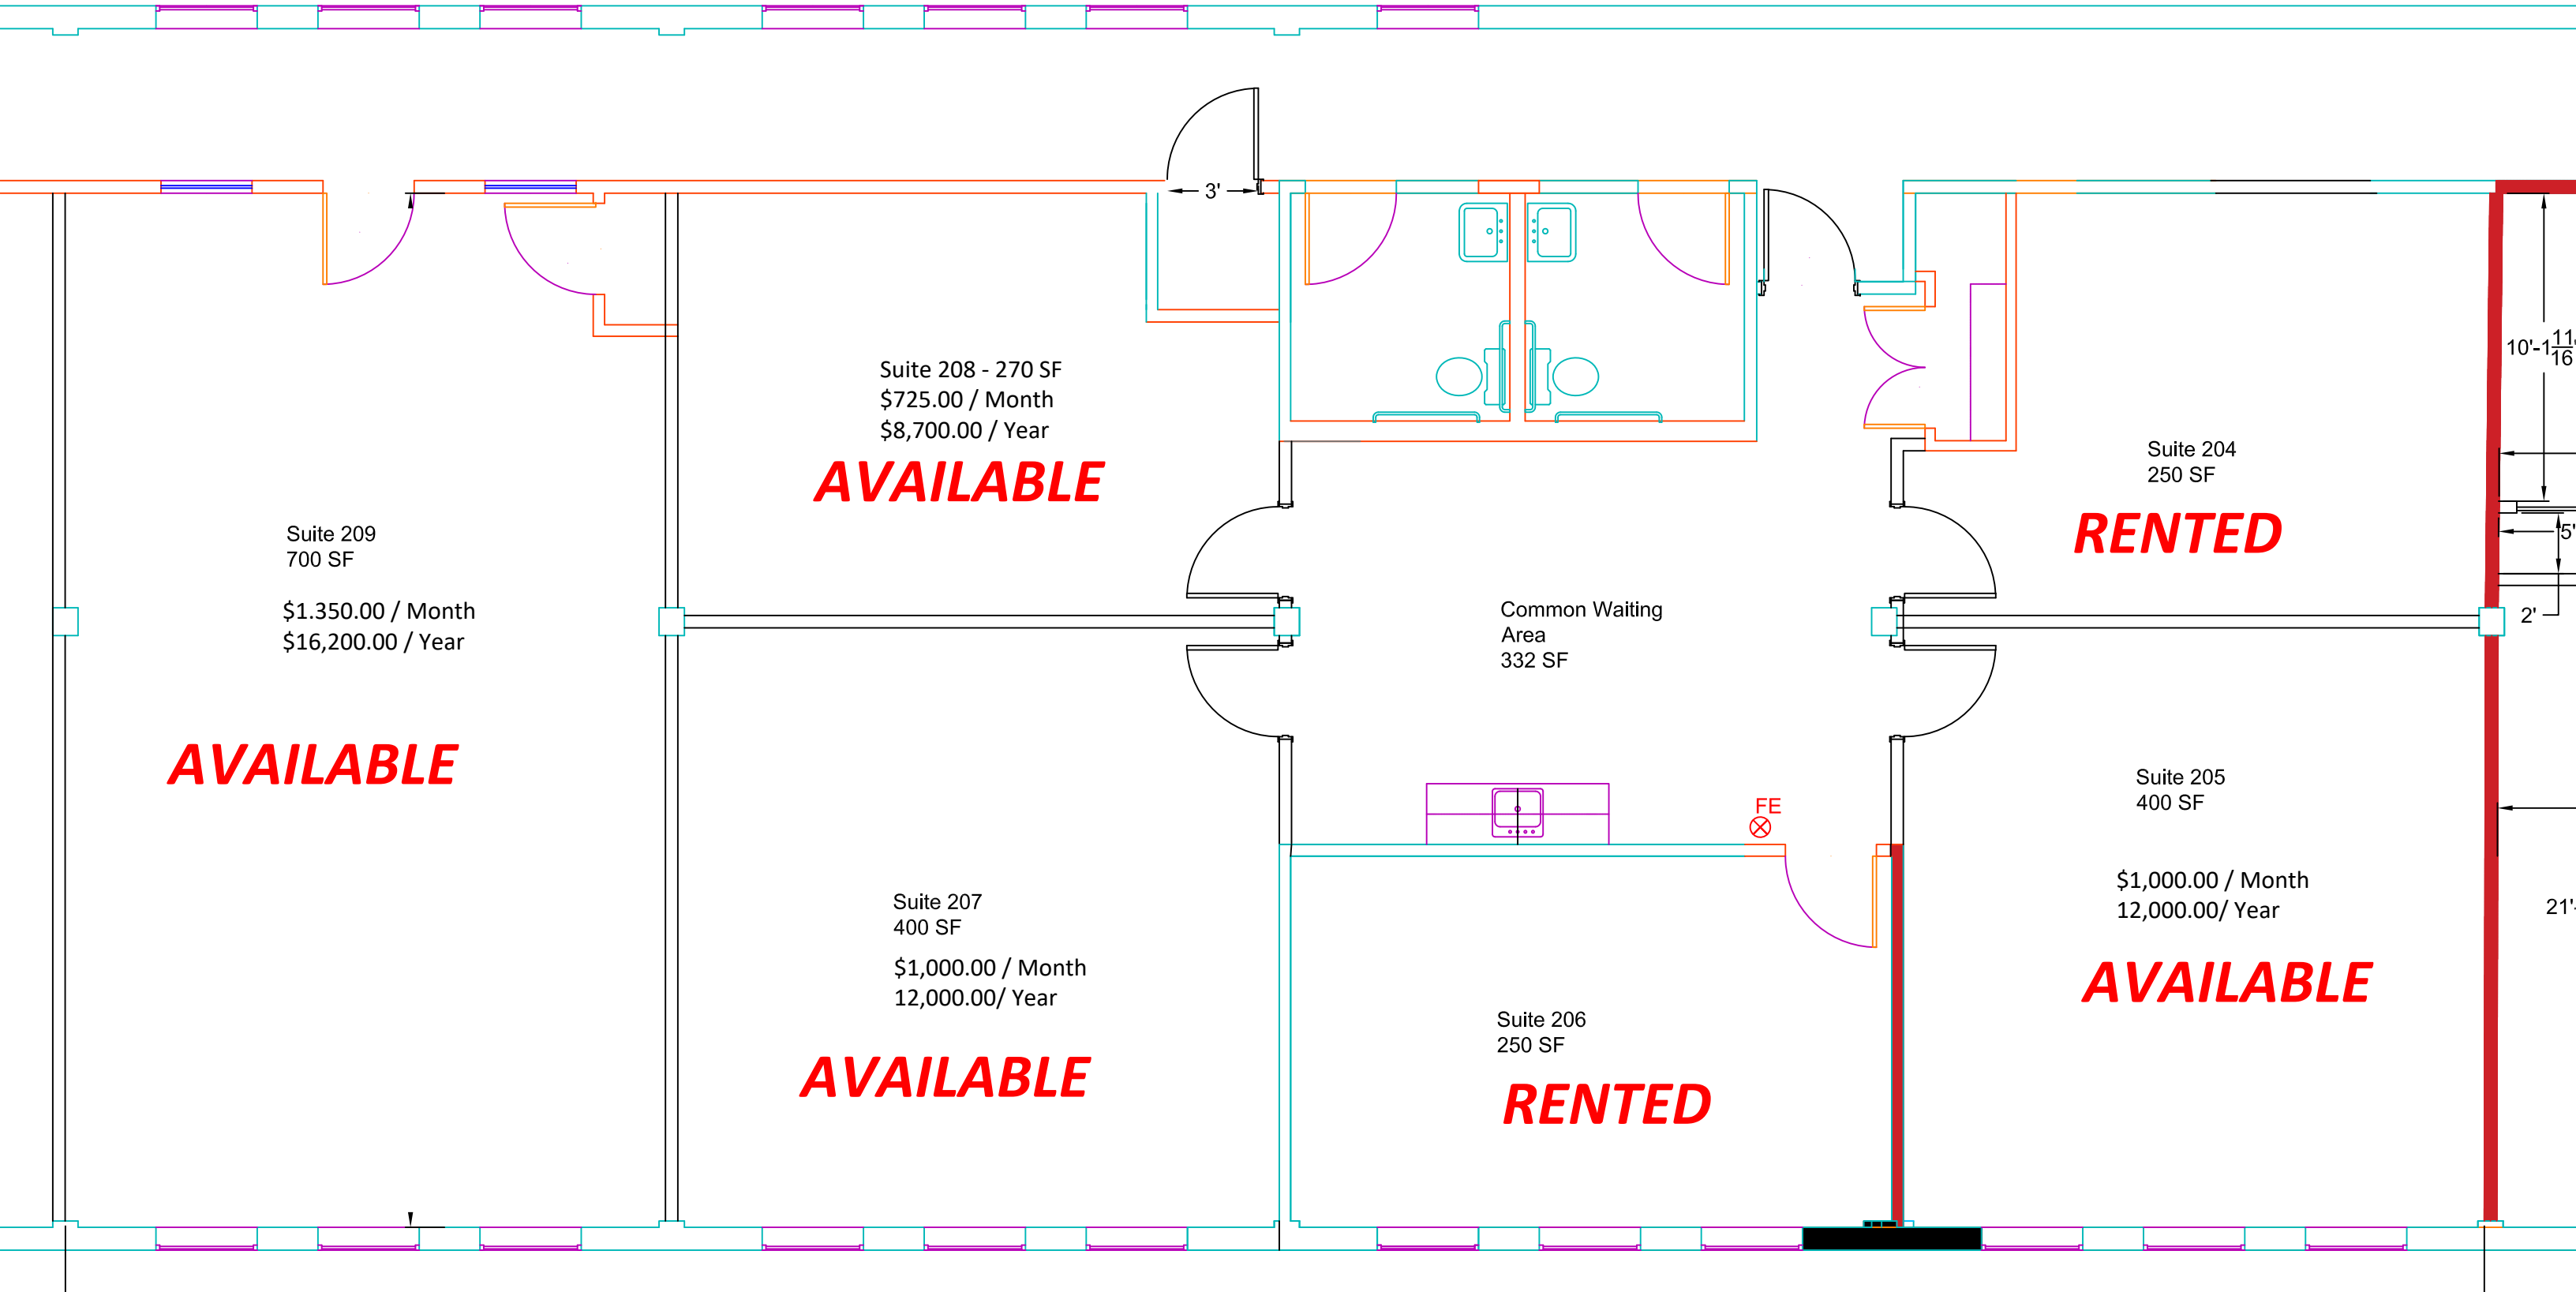 3'
Suite 208 - 270 SF
$725.00 / Month
$8,700.00 / Year
AVAILABLE
Suite 204
250 SF
RENTED
10'-1 11/16"
5'
2'
Suite 209
700 SF
$1.350.00 / Month
$16,200.00 / Year
AVAILABLE
Common Waiting
Area
332 SF
FE
Suite 205
400 SF
$1,000.00 / Month
12,000.00/ Year
AVAILABLE
21'-
Suite 207
400 SF
$1,000.00 / Month
12,000.00/ Year
AVAILABLE
Suite 206
250 SF
RENTED